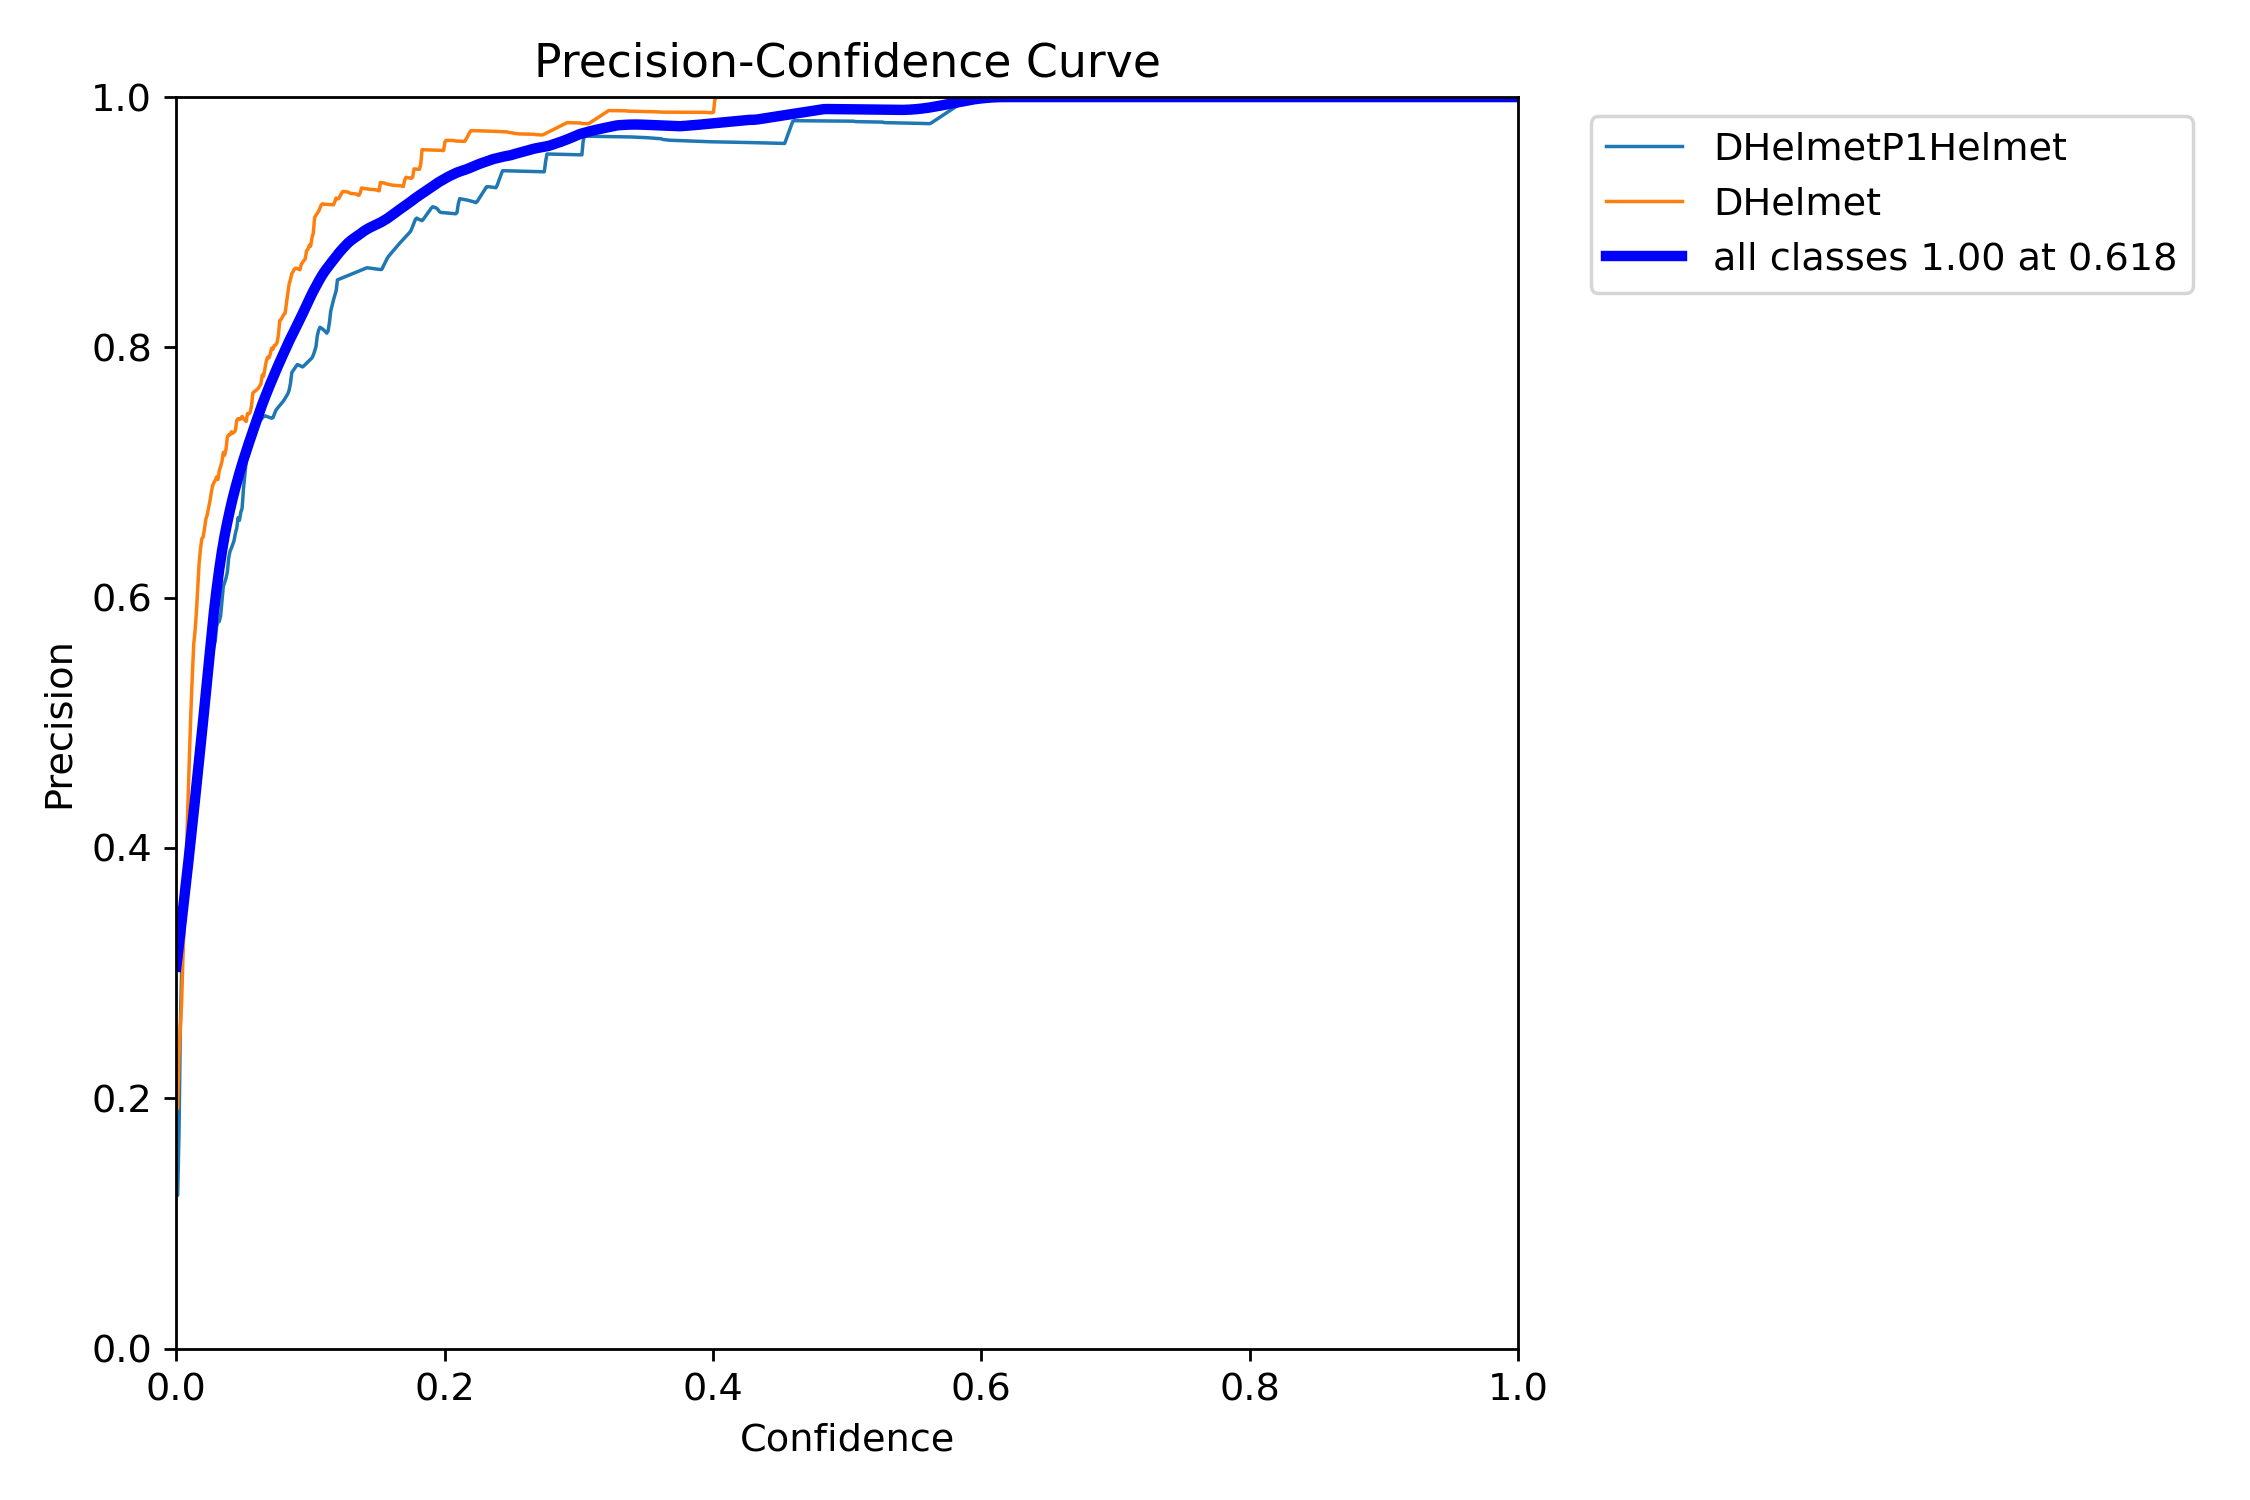 Precision-Confidence Curve
1.0
0.8
0.6
0.4
0.2
0.0
Precision
0.0 0.2 0.4 0.6 0.8 1.0
Confidence
DHelmetP1Helmet
DHelmet
all classes 1.00 at 0.618